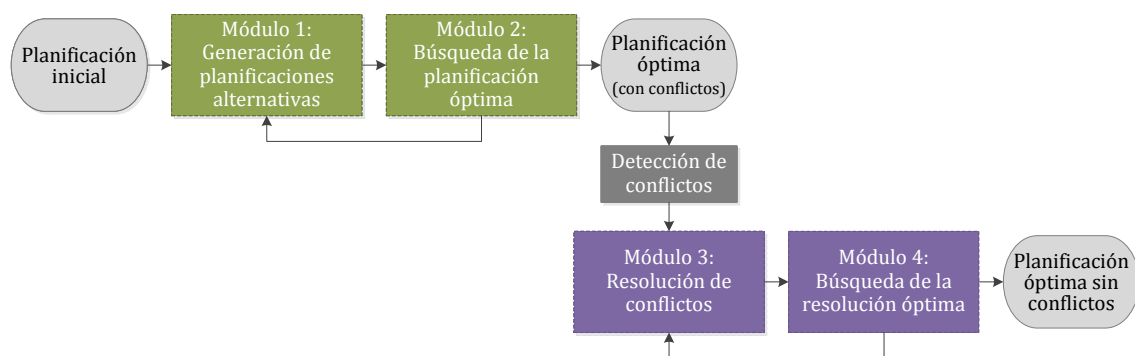 Planificación
inicial
Módulo 1:
Generación de
planificaciones
alternativas
Módulo 2:
Búsqueda de la
planificación
óptima
Planificación
óptima
(con conflictos)
Detección de
conflictos
Módulo 3:
Resolución de
conflictos
Módulo 4:
Búsqueda de la
resolución óptima
Planificación
óptima sin
conflictos